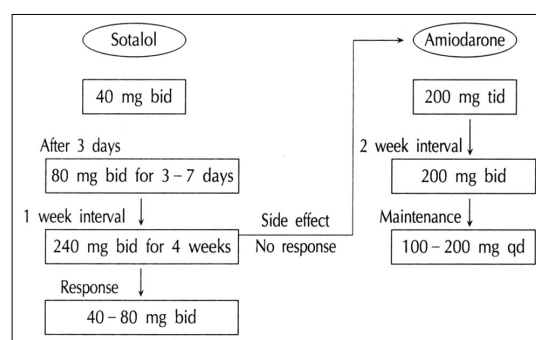 Sotalol
40 mg bid
After 3 days
80 mg bid for 3 – 7 days
1 week interval
240 mg bid for 4 weeks
Response
40 – 80 mg bid
Side effect
No response
Amiodarone
200 mg tid
2 week interval
200 mg bid
Maintenance
100 – 200 mg qd